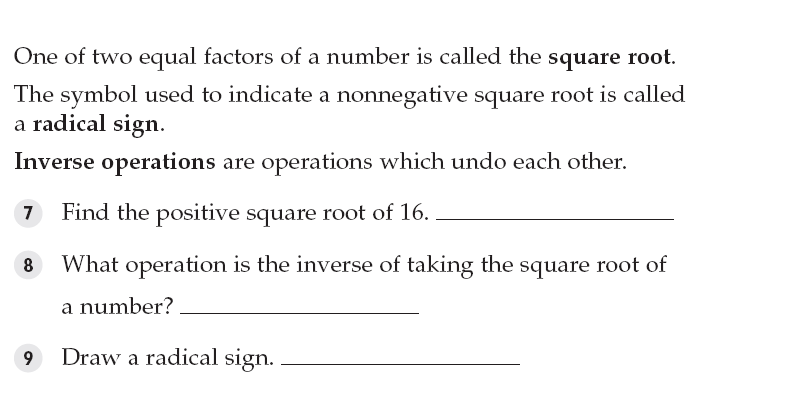 One of two equal factors of a number is called the square root.
The symbol used to indicate a nonnegative square root is called
a radical sign.
Inverse operations are operations which undo each other.
7 Find the positive square root of 16.
8 What operation is the inverse of taking the square root of
a number?
9 Draw a radical sign.